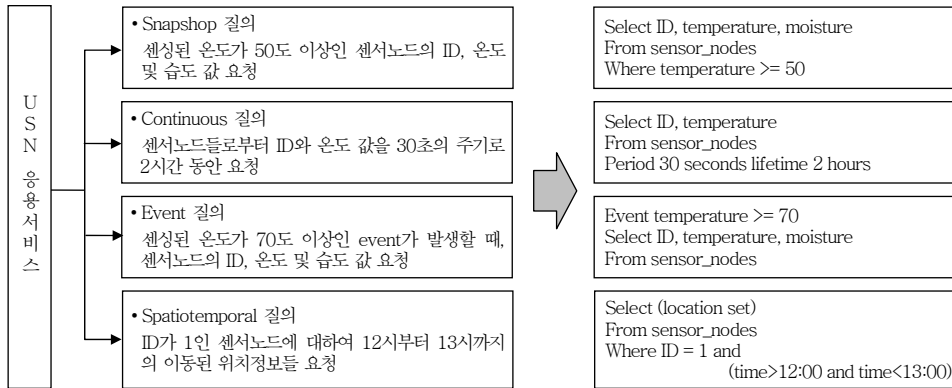 USN 응용서비스
• Snapshop 질의
센싱된 온도가 50도 이상인 센서노드의 ID, 온도
및 습도 값 요청
Select ID, temperature, moisture
From sensor_nodes
Where temperature >= 50
• Continuous 질의
센서노드들로부터 ID와 온도 값을 30초의 주기로
2시간 동안 요청
Select ID, temperature
From sensor_nodes
Period 30 seconds lifetime 2 hours
• Event 질의
센싱된 온도가 70도 이상인 event가 발생할 때,
센서노드의 ID, 온도 및 습도 값 요청
Event temperature >= 70
Select ID, temperature, moisture
From sensor_nodes
• Spatiotemporal 질의
ID가 1인 센서노드에 대하여 12시부터 13시까지
의 이동된 위치정보들 요청
Select (location set)
From sensor_nodes
Where ID = 1 and
(time>12:00 and time<13:00)